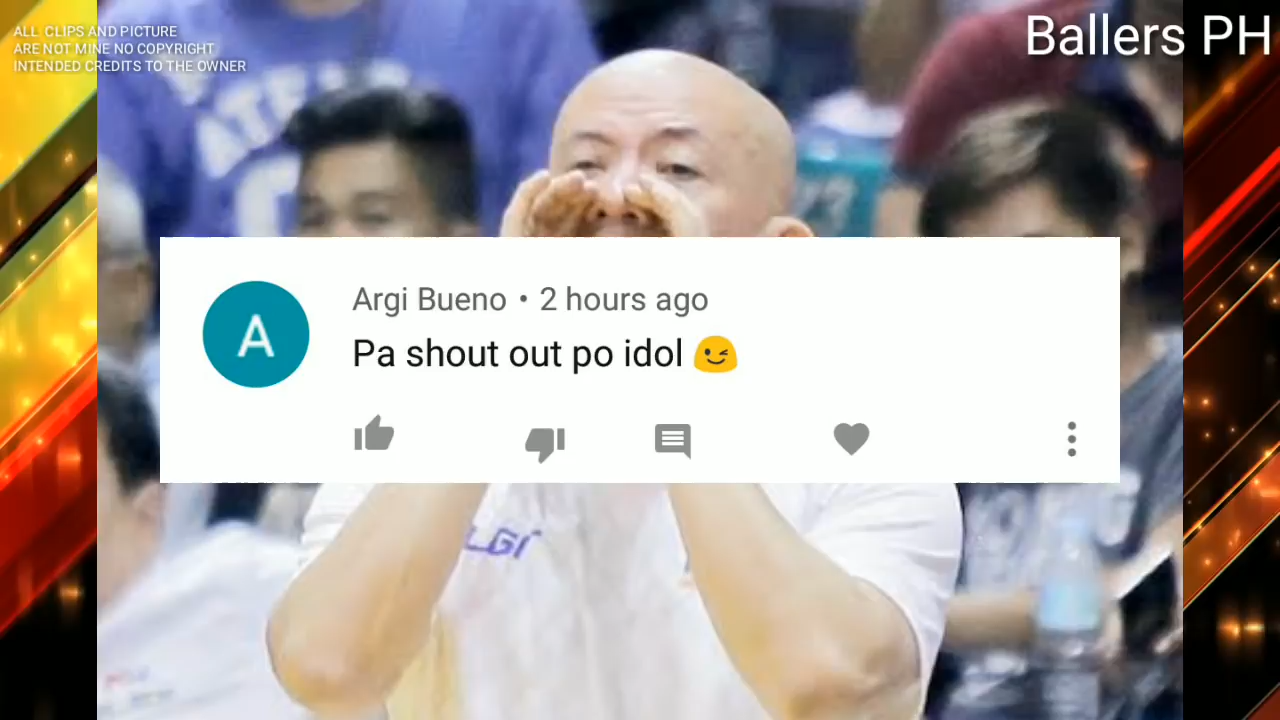 ALL CLIPS AND PICTURE
ARE NOT MINE NO COPYRIGHT
INTENDED CREDITS TO THE OWNER
Ballers PH
A
Argi Bueno • 2 hours ago
Pa shout out po idol 😉